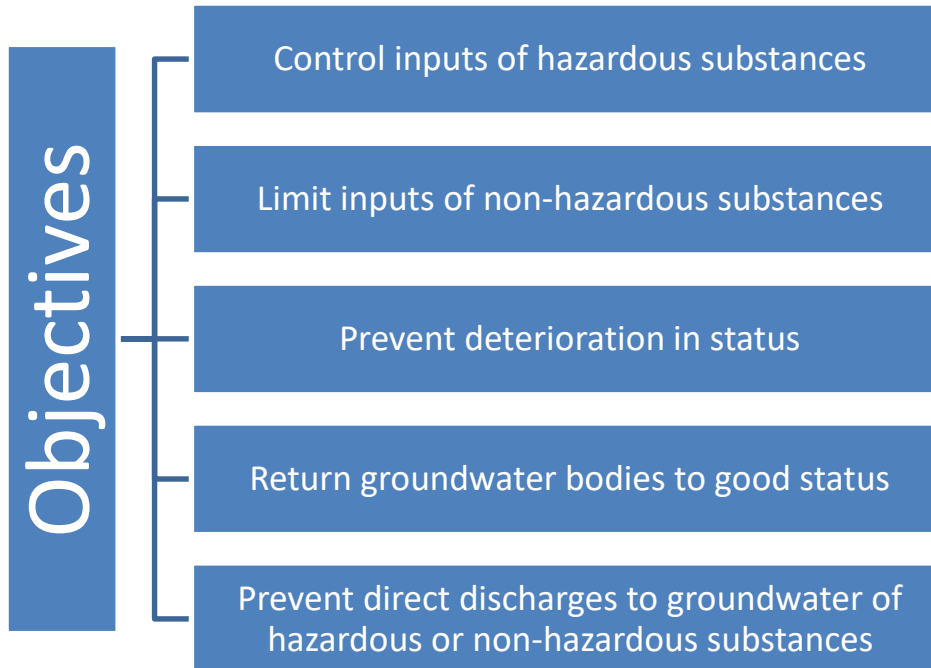 Objectives
Control inputs of hazardous substances
Limit inputs of non-hazardous substances
Prevent deterioration in status
Return groundwater bodies to good status
Prevent direct discharges to groundwater of
hazardous or non-hazardous substances